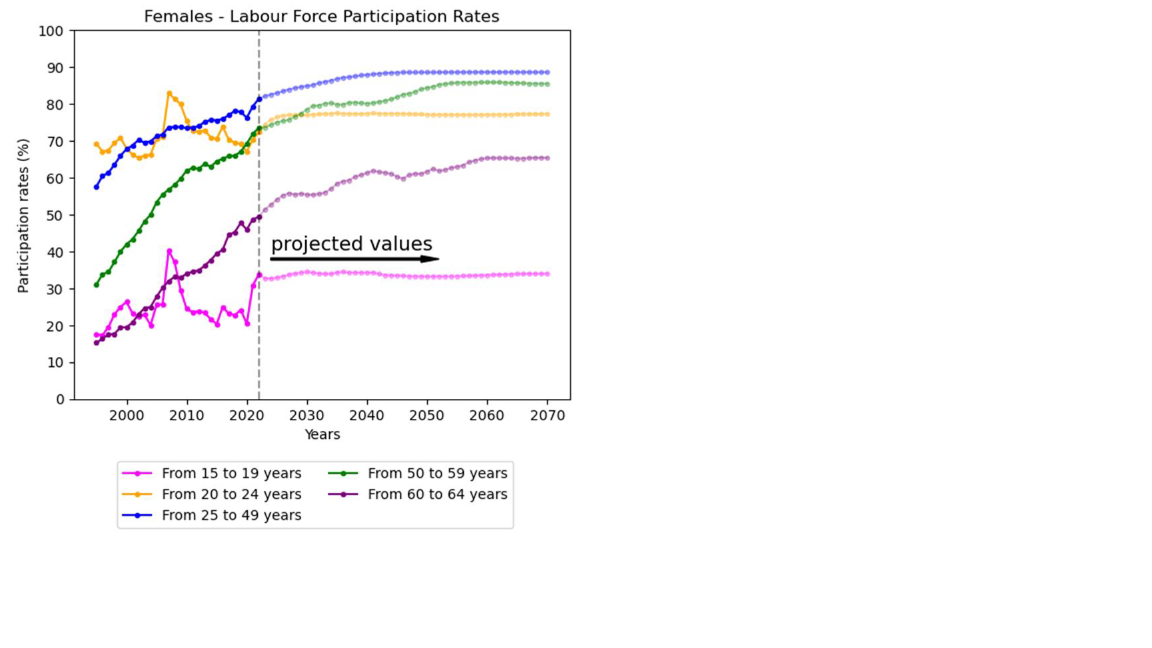 Females - Labour Force Participation Rates
100
90
80
70
60
50
40
30
20
10
0
Participation rates (%)
projected values
2000 2010 2020 2030 2040 2050 2060 2070
Years
From 15 to 19 years From 50 to 59 years
From 20 to 24 years From 60 to 64 years
From 25 to 49 years